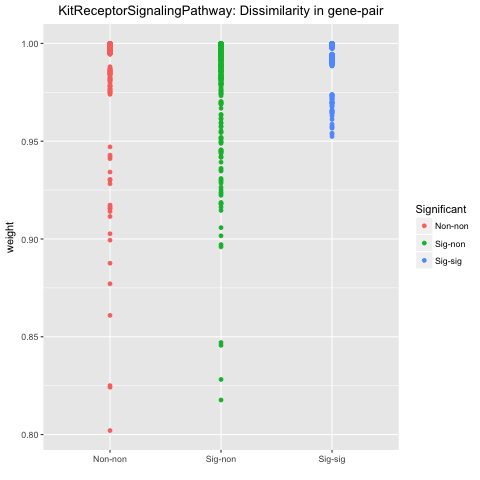 KitReceptorSignalingPathway: Dissimilarity in gene-pair
1.00
0.95
0.90
0.85
0.80
weight
Non-non
Sig-non
Sig-sig
Significant
Non-non
Sig-non
Sig-sig